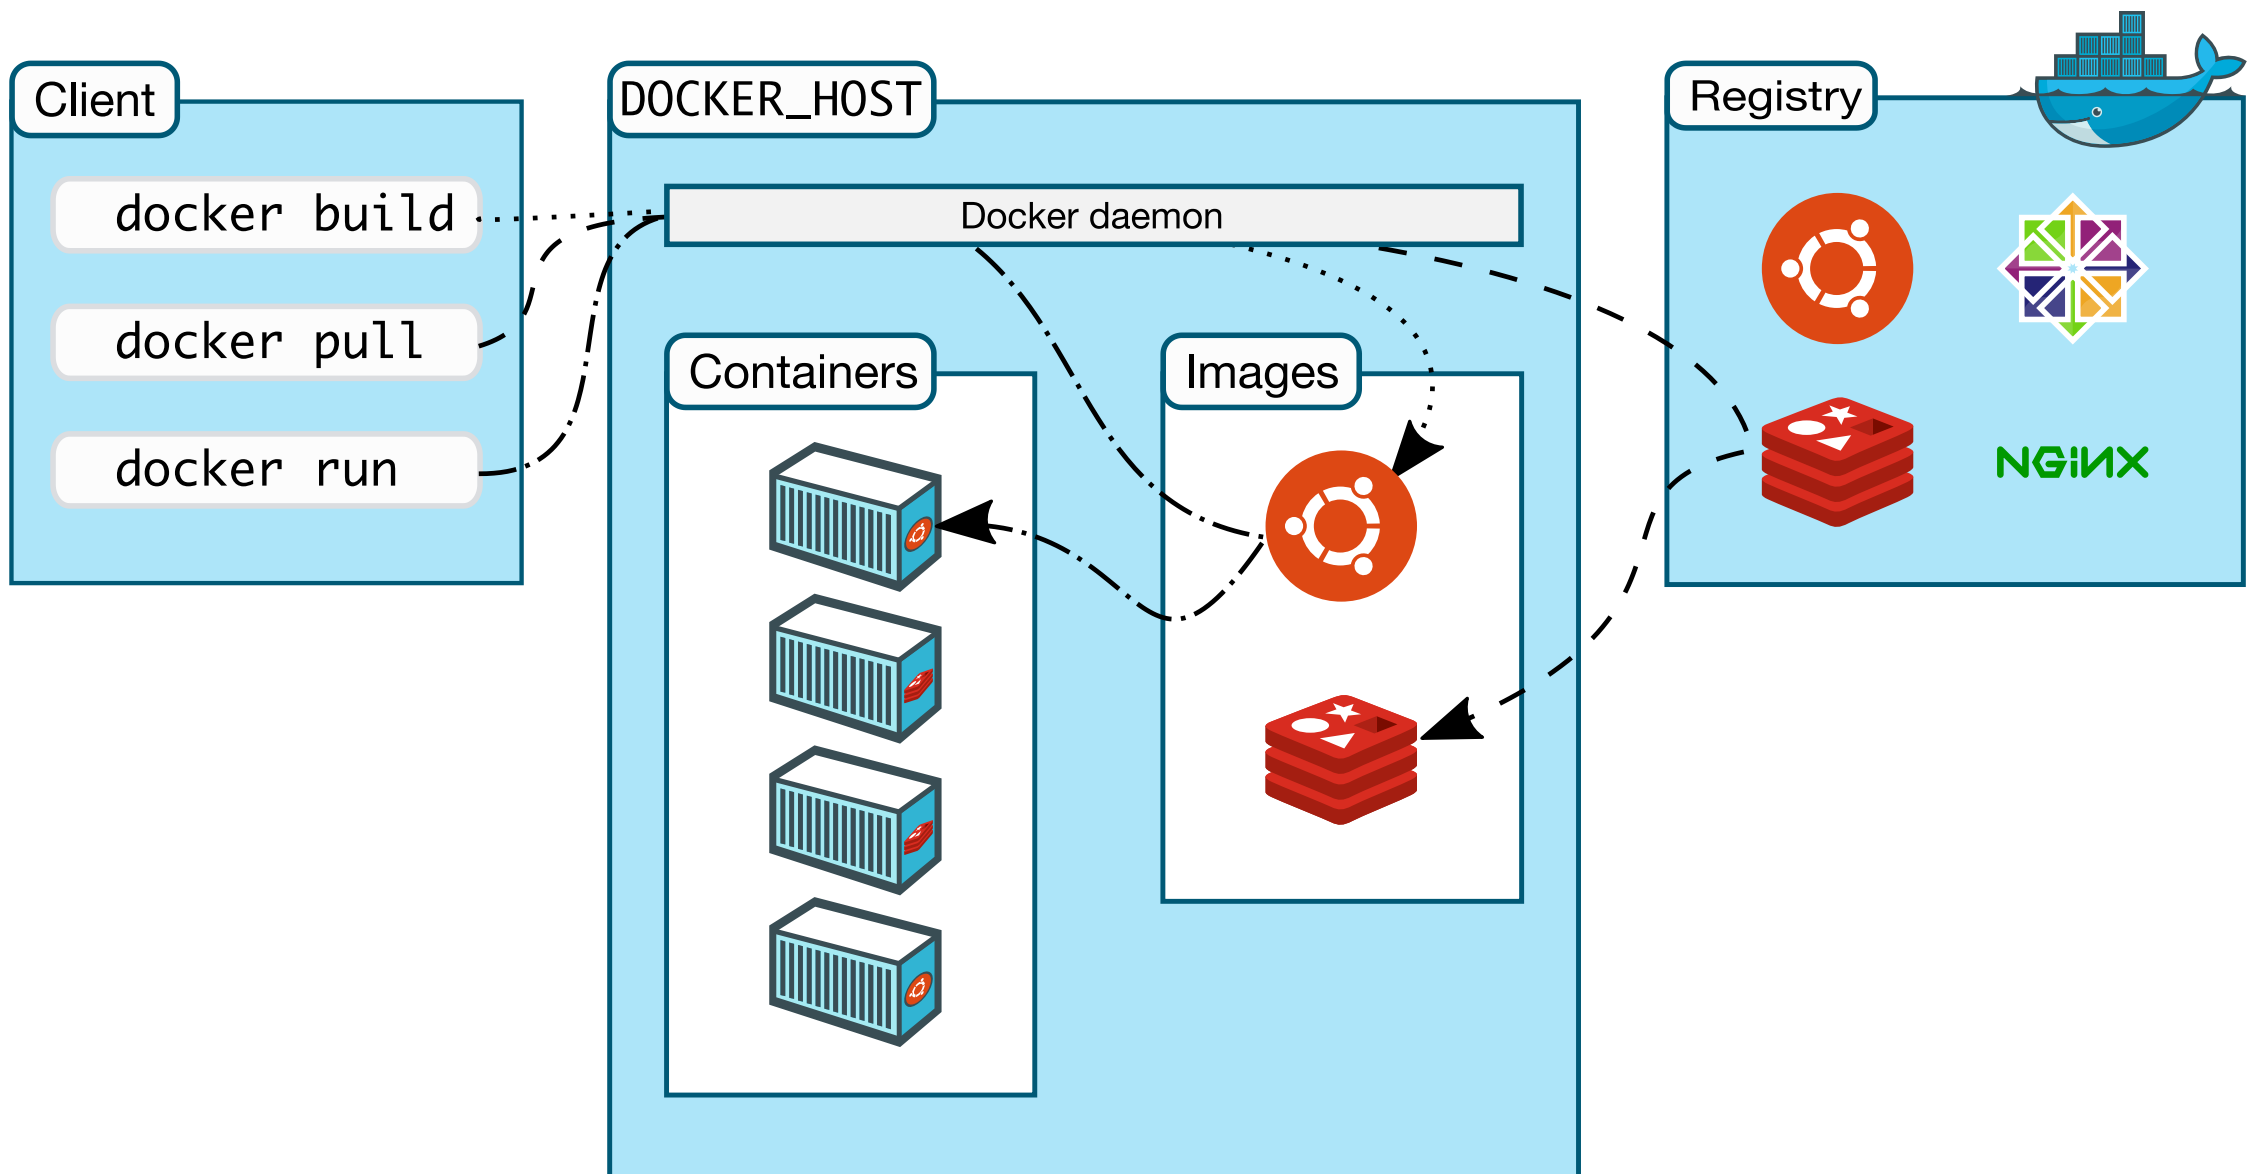 Client
docker build
docker pull
docker run
DOCKER_HOST
Docker daemon
Containers
Images
Registry
NGiNX